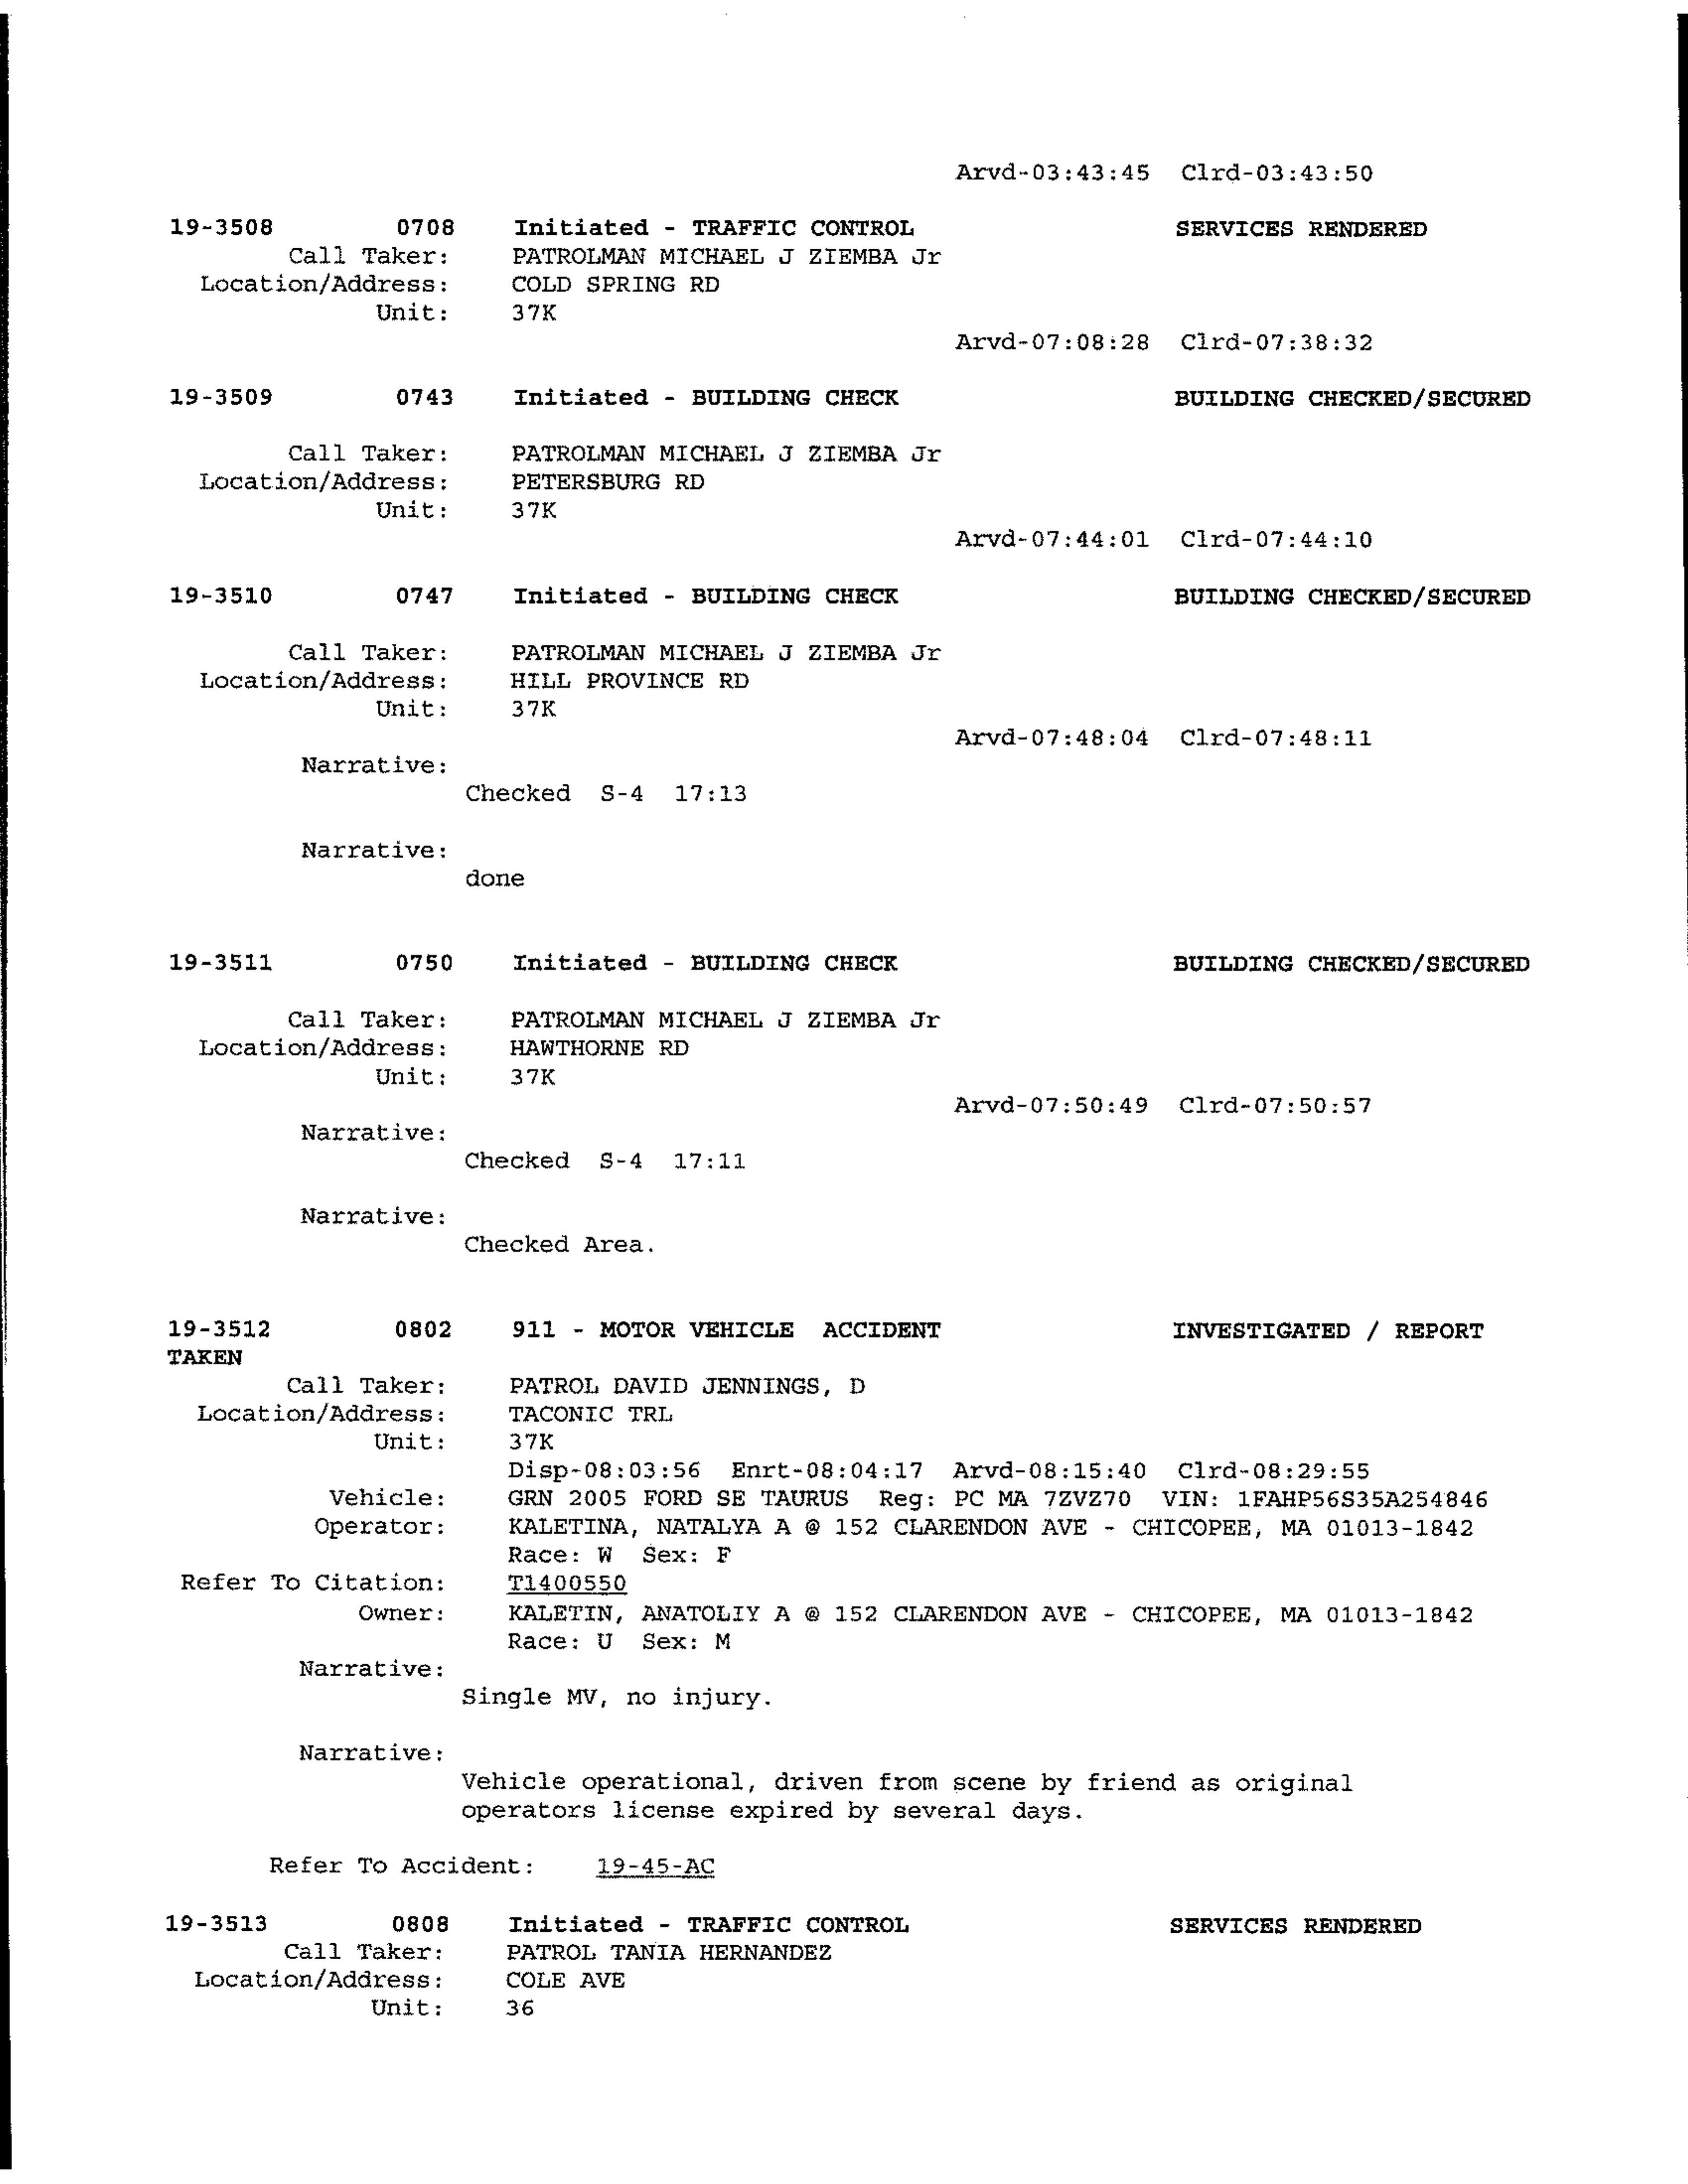 Arvd-03:43:45 Clrd-03:43:50
19-3508 0708 Initiated - TRAFFIC CONTROL SERVICES RENDERED
Call Taker: PATROLMAN MICHAEL J ZIEMBA Jr
Location/Address: COLD SPRING RD
Unit: 37K
Arvd-07:08:28 Clrd-07:38:32
19-3509 0743 Initiated - BUILDING CHECK BUILDING CHECKED/SECURED
Call Taker: PATROLMAN MICHAEL J ZIEMBA Jr
Location/Address: PETERSBURG RD
Unit: 37K
Arvd-07:44:01 Clrd-07:44:10
19-3510 0747 Initiated - BUILDING CHECK BUILDING CHECKED/SECURED
Call Taker: PATROLMAN MICHAEL J ZIEMBA Jr
Location/Address: HILL PROVINCE RD
Unit: 37K
Arvd-07:48:04 Clrd-07:48:11
Narrative:
Checked S-4 17:13
Narrative:
done
19-3511 0750 Initiated - BUILDING CHECK BUILDING CHECKED/SECURED
Call Taker: PATROLMAN MICHAEL J ZIEMBA Jr
Location/Address: HAWTHORNE RD
Unit: 37K
Arvd-07:50:49 Clrd-07:50:57
Narrative:
Checked S-4 17:11
Narrative:
Checked Area.
19-3512 0802 911 - MOTOR VEHICLE ACCIDENT INVESTIGATED / REPORT
TAKEN
Call Taker: PATROL DAVID JENNINGS, D
Location/Address: TACONIC TRL
Unit: 37K
Disp-08:03:56 Enrt-08:04:17 Arvd-08:15:40 Clrd-08:29:55
Vehicle: GRN 2005 FORD SE TAURUS Reg: PC MA 7ZVZ70 VIN: 1FAHP56S35A254846
Operator: KALETINA, NATALYA A @ 152 CLARENDON AVE - CHICOPEE, MA 01013-1842
Race: W Sex: F
Refer To Citation: T1400550
Owner: KALETIN, ANATOLIY A @ 152 CLARENDON AVE - CHICOPEE, MA 01013-1842
Race: U Sex: M
Narrative:
Single MV, no injury.
Narrative:
Vehicle operational, driven from scene by friend as original
operators license expired by several days.
Refer To Accident: 19-45-AC
19-3513 0808 Initiated - TRAFFIC CONTROL SERVICES RENDERED
Call Taker: PATROL TANIA HERNANDEZ
Location/Address: COLE AVE
Unit: 36